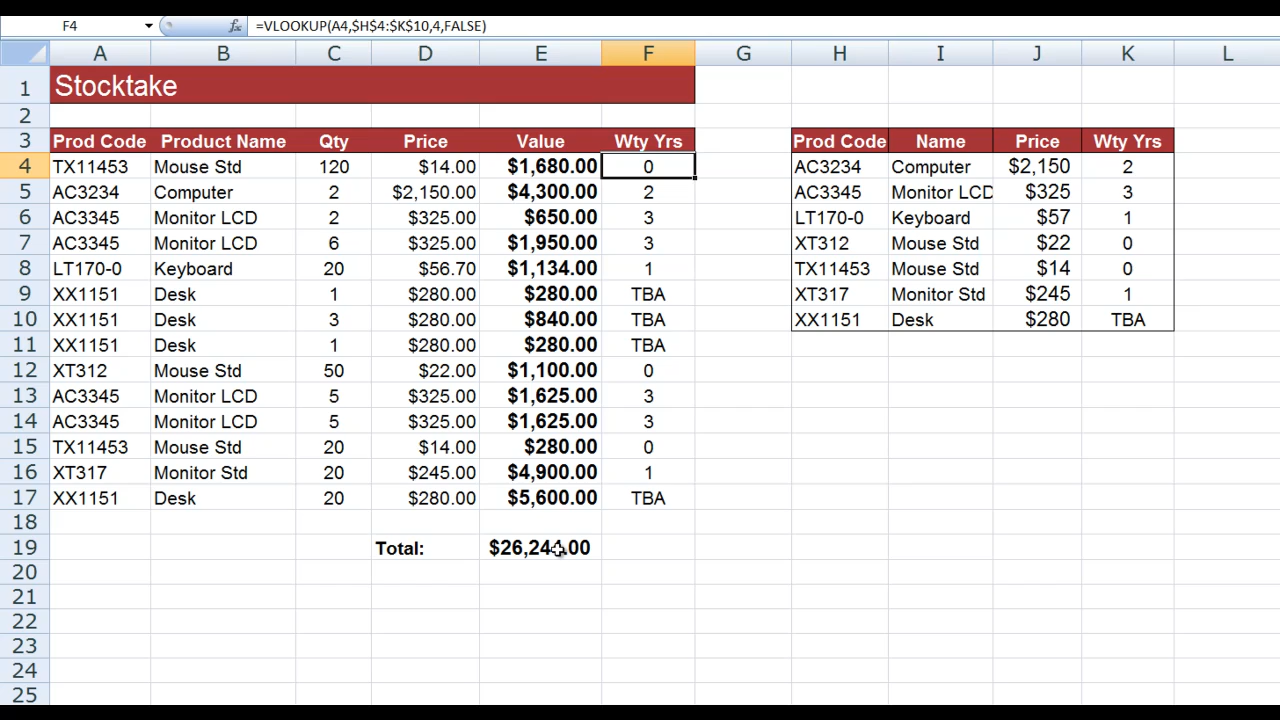 F4 fx =VLOOKUP(A4,$H$4:$K$10,4,FALSE)
A B C D E F G H I J K L
1 Stocktake
2
3 Prod Code Product Name Qty Price Value Wty Yrs Prod Code Name Price Wty Yrs
4 TX11453 Mouse Std 120 $14.00 $1,680.00 0 AC3234 Computer $2,150 2
5 AC3234 Computer 2 $2,150.00 $4,300.00 2 AC3345 Monitor LCD $325 3
6 AC3345 Monitor LCD 2 $325.00 $650.00 3 LT170-0 Keyboard $57 1
7 AC3345 Monitor LCD 6 $325.00 $1,950.00 3 XT312 Mouse Std $22 0
8 LT170-0 Keyboard 20 $56.70 $1,134.00 1 TX11453 Mouse Std $14 0
9 XX1151 Desk 1 $280.00 $280.00 TBA XT317 Monitor Std $245 1
10 XX1151 Desk 3 $280.00 $840.00 TBA XX1151 Desk $280 TBA
11 XX1151 Desk 1 $280.00 $280.00 TBA
12 XT312 Mouse Std 50 $22.00 $1,100.00 0
13 AC3345 Monitor LCD 5 $325.00 $1,625.00 3
14 AC3345 Monitor LCD 5 $325.00 $1,625.00 3
15 TX11453 Mouse Std 20 $14.00 $280.00 0
16 XT317 Monitor Std 20 $245.00 $4,900.00 1
17 XX1151 Desk 20 $280.00 $5,600.00 TBA
18
19 Total: $26,244.00
20
21
22
23
24
25